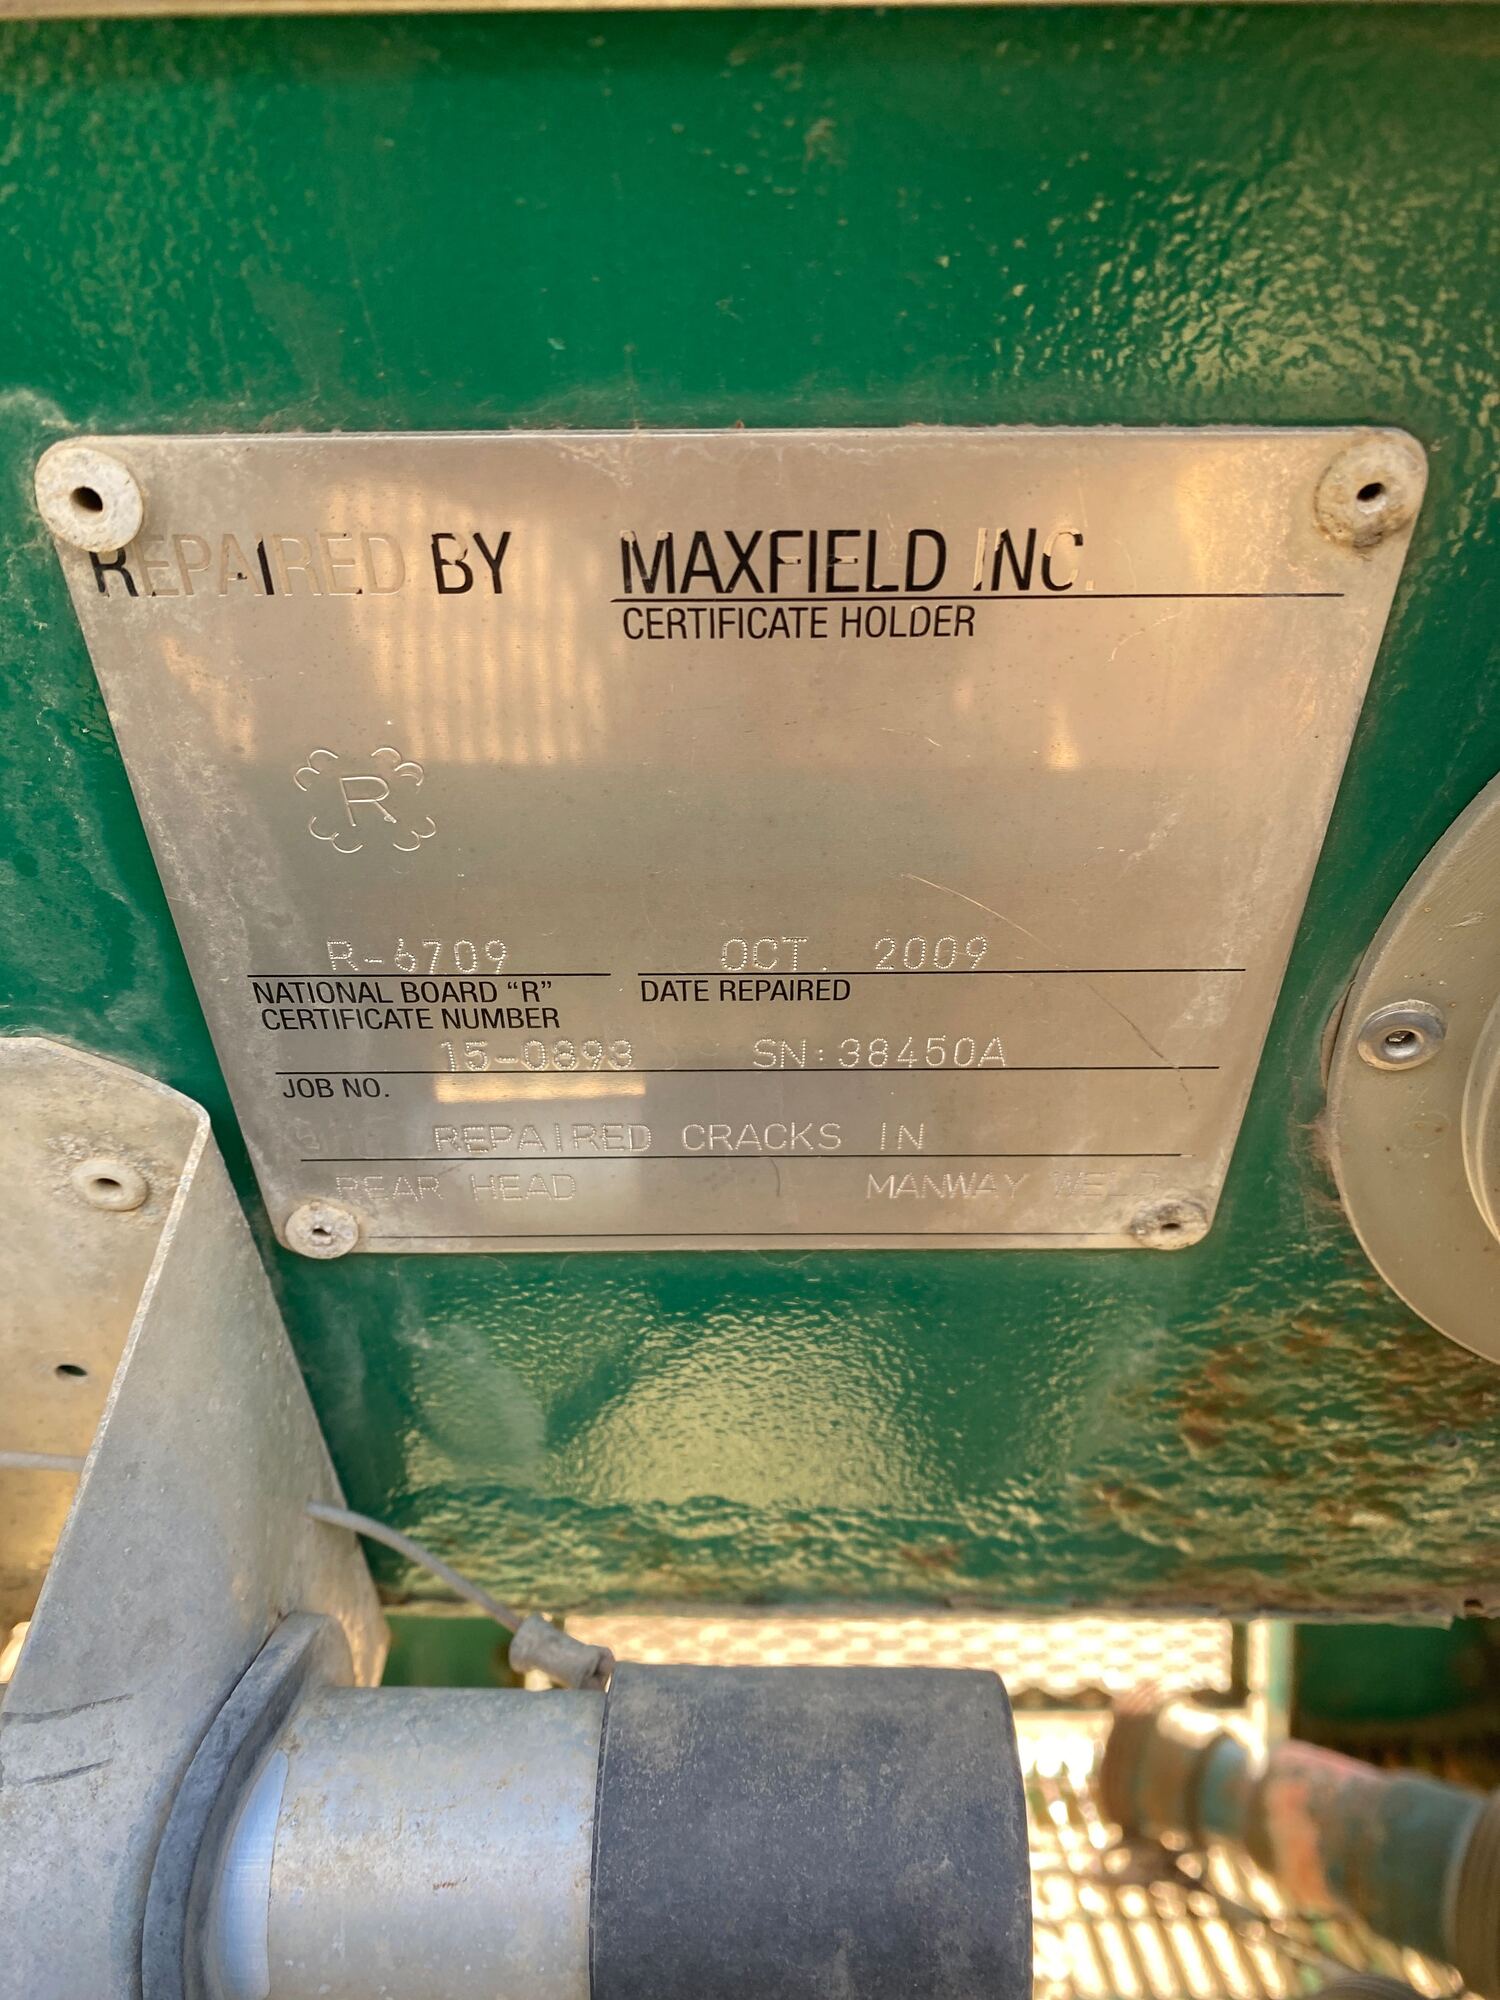 REPAIRED BY MAXFIELD INC.
CERTIFICATE HOLDER
R
R-6709 OCT. 2009
NATIONAL BOARD “R” DATE REPAIRED
CERTIFICATE NUMBER
15-0893 SN:38450A
JOB NO.
REPAIRED CRACKS IN
REAR HEAD MANWAY WELD